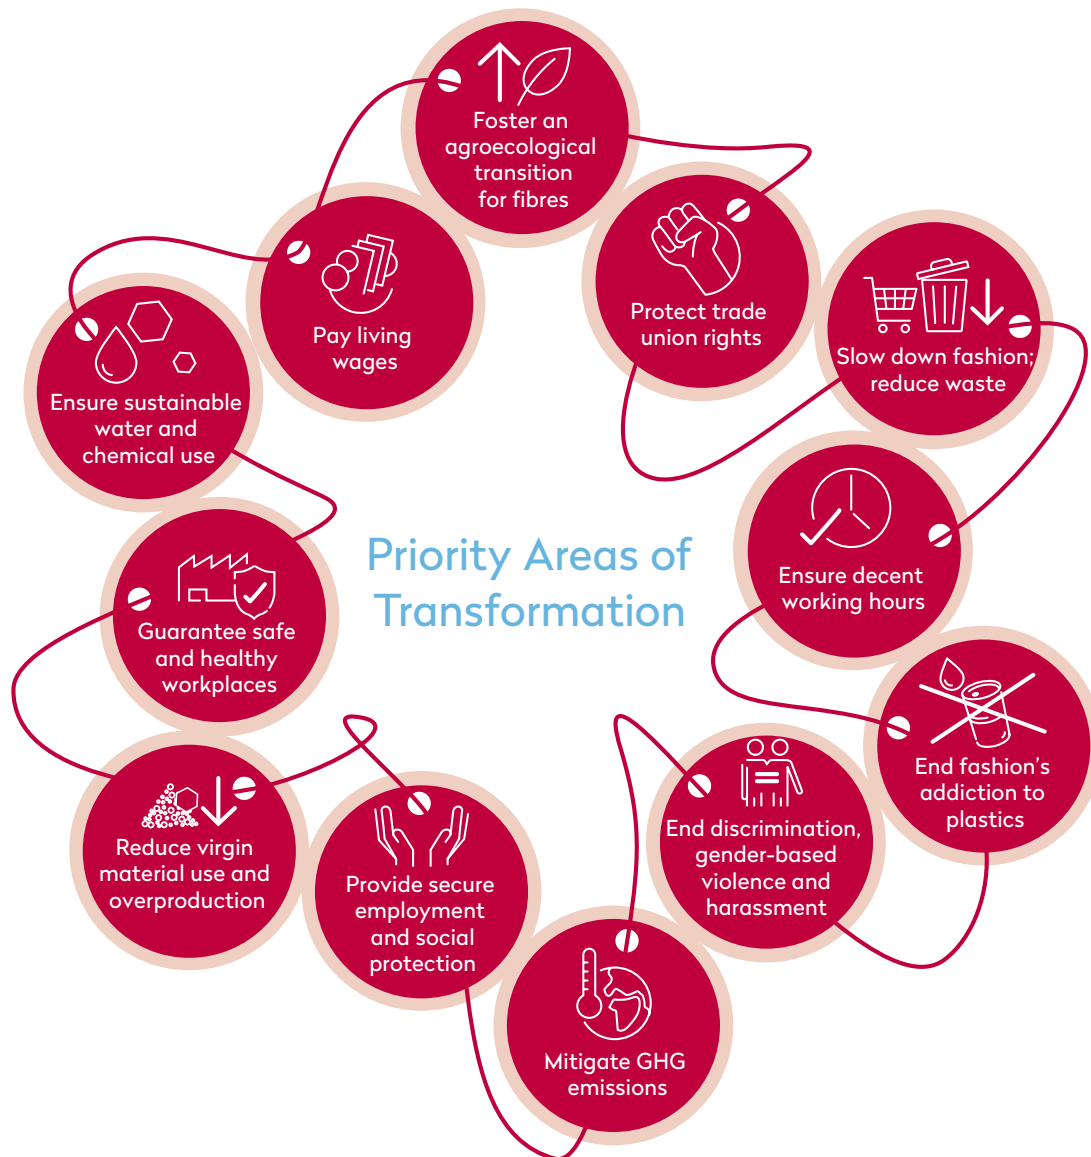 Foster an
agroecological
transition
for fibres
Protect trade
union rights
Slow down fashion;
reduce waste
Ensure decent
working hours
End fashion’s
addiction to
plastics
End discrimination,
gender-based
violence and
harassment
Mitigate GHG
emissions
Provide secure
employment
and social
protection
Reduce virgin
material use and
overproduction
Guarantee safe
and healthy
workplaces
Ensure sustainable
water and
chemical use
Pay living
wages
Priority Areas of
Transformation